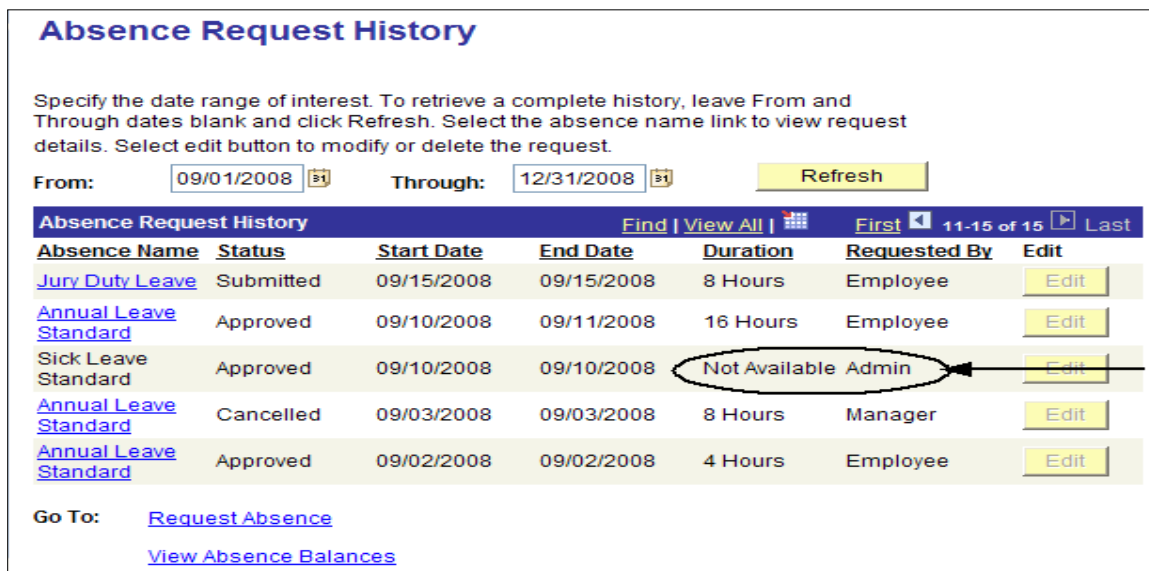 Absence Request History
Specify the date range of interest. To retrieve a complete history, leave From and
Through dates blank and click Refresh. Select the absence name link to view request
details. Select edit button to modify or delete the request.
From: 09/01/2008 31 Through: 12/31/2008 31 Refresh
Absence Request History Find | View All | First 11-15 of 15 Last
Absence Name Status Start Date End Date Duration Requested By Edit
Jury Duty Leave Submitted 09/15/2008 09/15/2008 8 Hours Employee Edit
Annual Leave
Standard Approved 09/10/2008 09/11/2008 16 Hours Employee Edit
Sick Leave
Standard Approved 09/10/2008 09/10/2008 Not Available Admin Edit
Annual Leave
Standard Cancelled 09/03/2008 09/03/2008 8 Hours Manager Edit
Annual Leave
Standard Approved 09/02/2008 09/02/2008 4 Hours Employee Edit
Go To: Request Absence
View Absence Balances